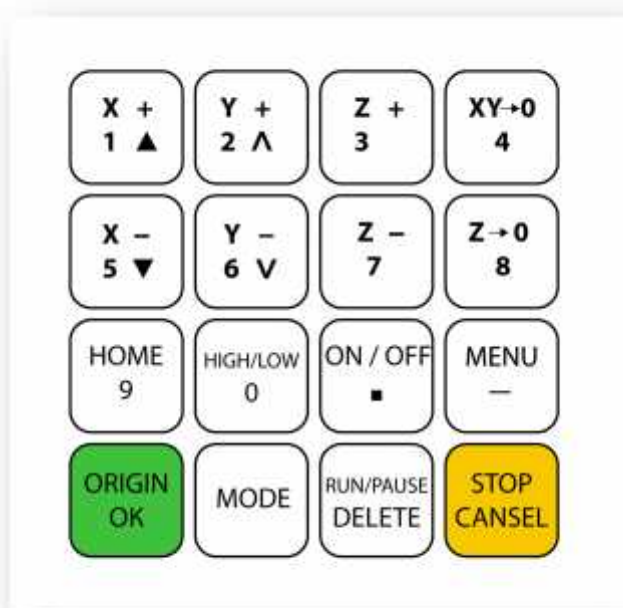 X + Y + Z + XY→0
1 ▲ 2 Λ 3 4
X – Y – Z – Z→0
5 ▼ 6 V 7 8
HOME HIGH/LOW ON / OFF MENU
9 0 ▪ —
ORIGIN MODE RUN/PAUSE STOP
OK DELETE CANSEL